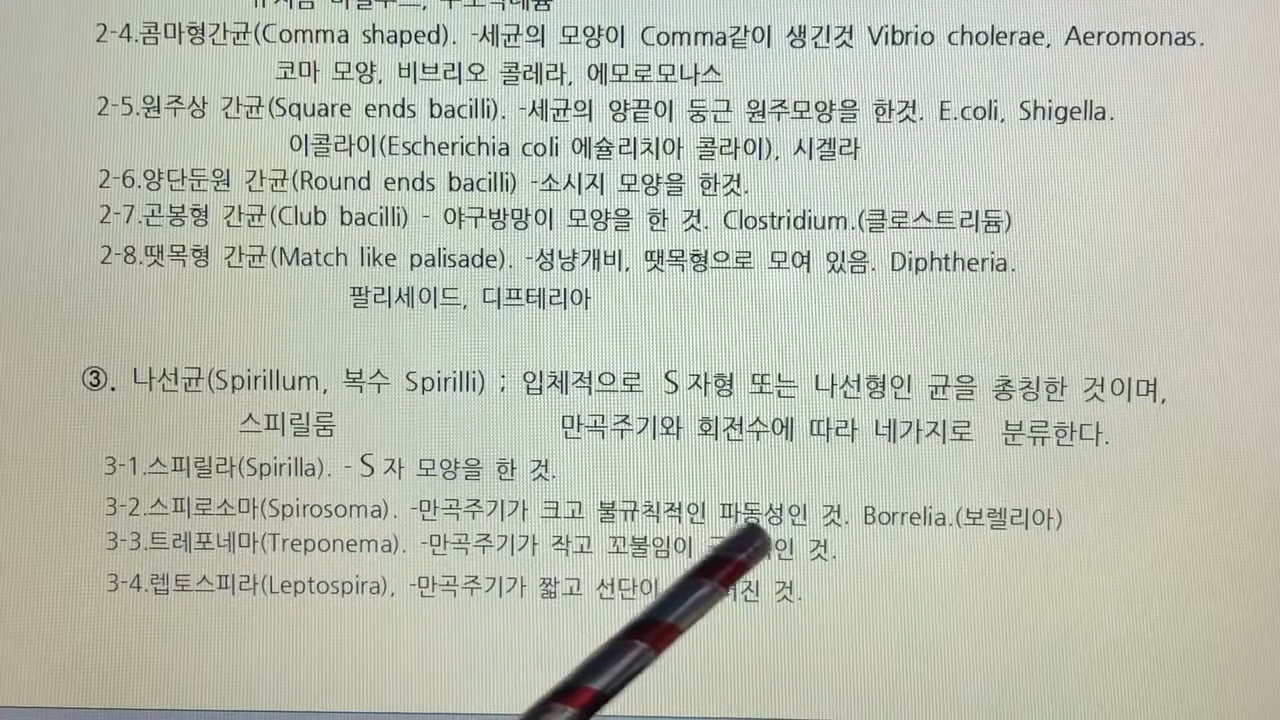 2-4.콤마형간균(Comma shaped). -세균의 모양이 Comma같이 생긴것 Vibrio cholerae, Aeromonas.
코마 모양, 비브리오 콜레라, 에모로모나스
2-5.원주상 간균(Square ends bacilli). -세균의 양끝이 둥근 원주모양을 한것. E.coli, Shigella.
이콜라이(Escherichia coli 에슐리치아 콜라이), 시겔라
2-6.양단둔원 간균(Round ends bacilli) -소시지 모양을 한것.
2-7.곤봉형 간균(Club bacilli) - 야구방망이 모양을 한 것. Clostridium.(클로스트리듐)
2-8.땟목형 간균(Match like palisade). -성냥개비, 땟목형으로 모여 있음. Diphtheria.
팔리세이드, 디프테리아
③. 나선균(Spirillum, 복수 Spirilli) ; 입체적으로 S자형 또는 나선형인 균을 총칭한 것이며,
스피릴룸 만곡주기와 회전수에 따라 네가지로 분류한다.
3-1.스피릴라(Spirilla). -S자 모양을 한 것.
3-2.스피로소마(Spirosoma). -만곡주기가 크고 불규칙적인 파동성인 것. Borrelia.(보렐리아)
3-3.트레포네마(Treponema). -만곡주기가 작고 꼬불임이 것.
3-4.렙토스피라(Leptospira), -만곡주기가 짧고 선단이 것.